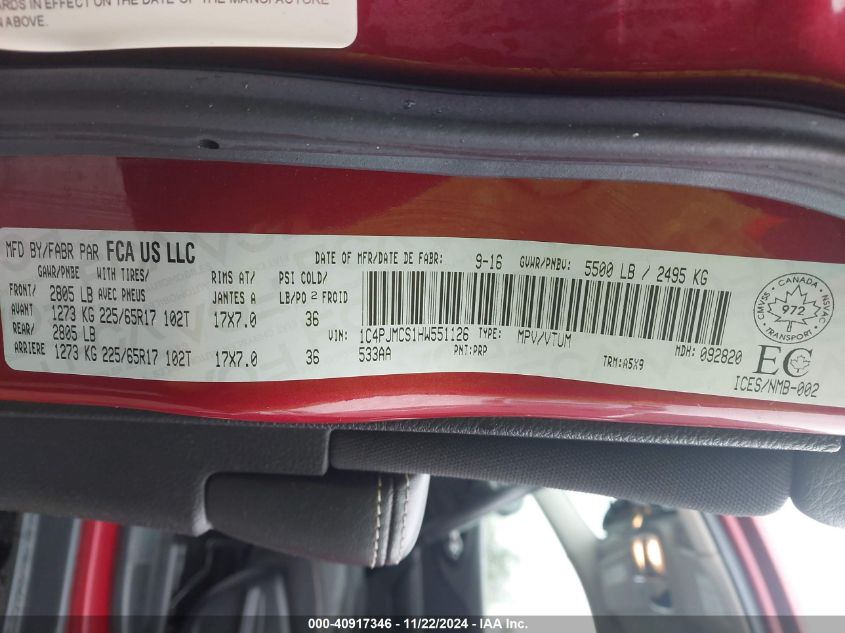 ARDS IN EFFECT ON THE DATE OF THE MANUFACTURE
N ABOVE.
MFD BY/FABR PAR FCA US LLC
DATE OF MFR/DATE DE FABR: 9-16 GVWR/PNBV: 5500 LB / 2495 KG
GAWR/PNBE WITH TIRES/ RIMS AT/ PSI COLD/
FRONT/ 2805 LB AVEC PNEUS JANTES A LB/PO 2 FROID
AVANT 1273 KG 225/65R17 102T 17X7.0 36
REAR/ 2805 LB
ARRIERE 1273 KG 225/65R17 102T 17X7.0 36
VIN: 1C4PJMCS1HW551126 TYPE: MPV/VTUM MDH: 092820
533AA PNT:PRP TRM:A5X9
CMVSS CANADA NSVAC
972
TRANSPORT
EC
ICES/NMB-002
000-40917346 - 11/22/2024 - IAA Inc.